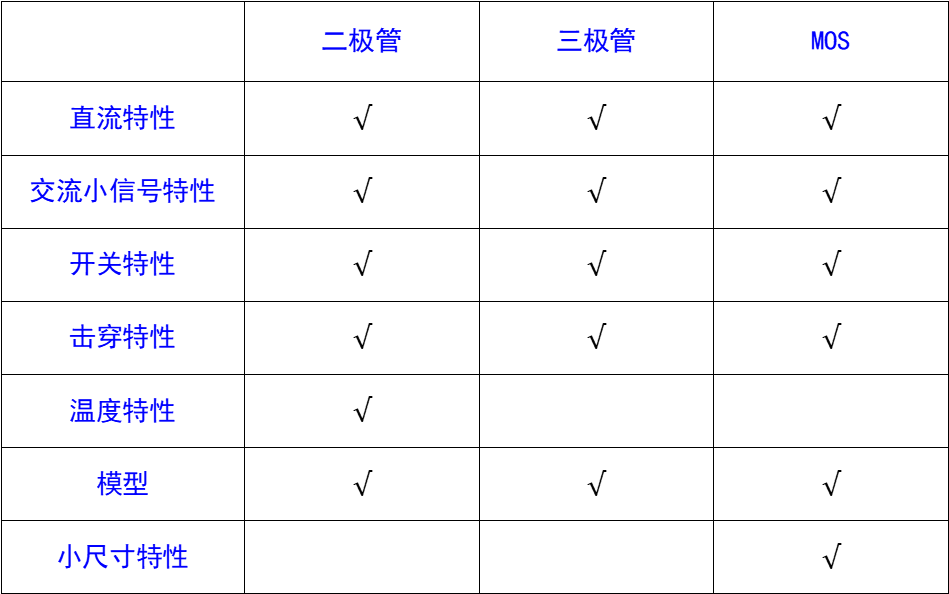 二极管 三极管 MOS
直流特性 √ √ √
交流小信号特性 √ √ √
开关特性 √ √ √
击穿特性 √ √ √
温度特性 √
模型 √ √ √
小尺寸特性 √